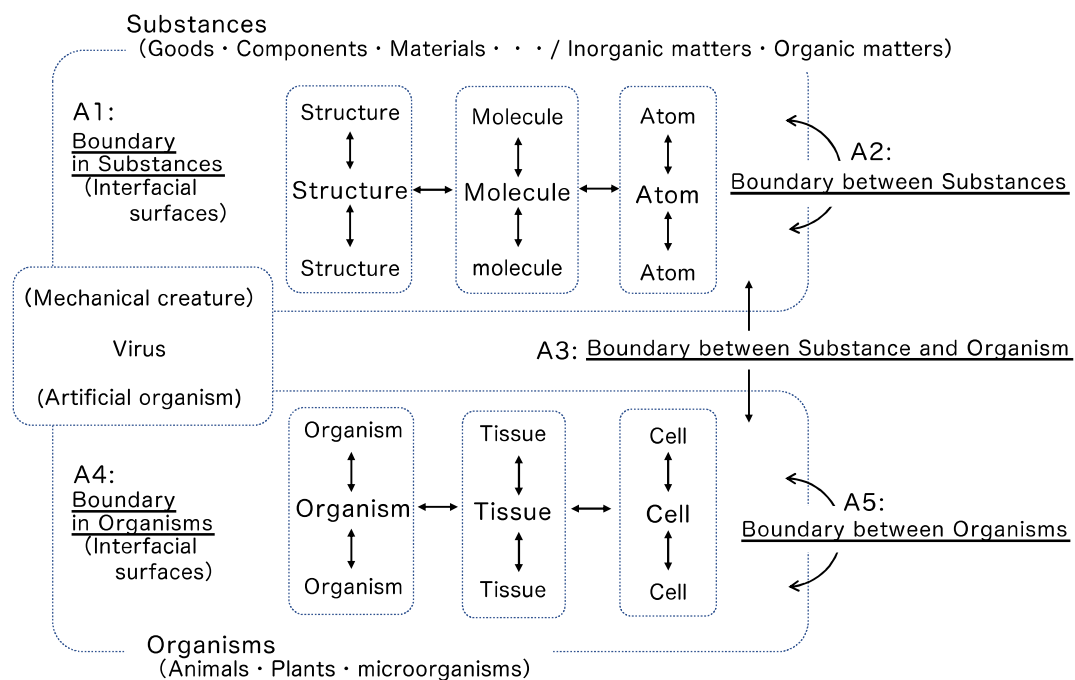 Substances
(Goods・Components・Materials・・・/ Inorganic matters・Organic matters)
A1:
Boundary
in Substances
(Interfacial
surfaces)
Structure
Structure
Structure
Molecule
Molecule
molecule
Atom
Atom
Atom
A2:
Boundary between Substances
(Mechanical creature)
Virus
(Artificial organism)
A3: Boundary between Substance and Organism
A4:
Boundary
in Organisms
(Interfacial
surfaces)
Organism
Organism
Organism
Tissue
Tissue
Tissue
Cell
Cell
Cell
A5:
Boundary between Organisms
Organisms
(Animals・Plants・microorganisms)